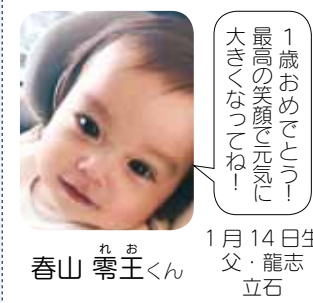 1歳おめでとう!
最高の笑顔で元気に
大きくなってね!
れお
春山 零王くん
1月14日生
父・龍志
立石